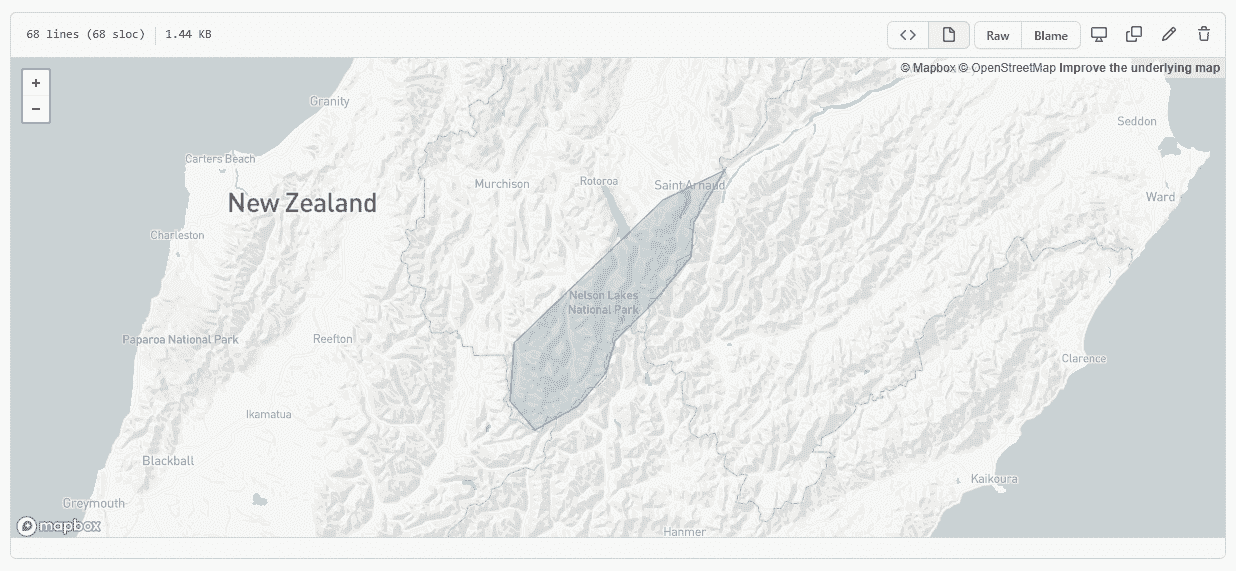 68 lines (68 sloc) 1.44 KB
Raw Blame
© Mapbox © OpenStreetMap Improve the underlying map
+
−
Granity
Seddon
Carters Beach
Murchison
Rotoroa
Saint Arnaud
Ward
New Zealand
Charleston
Nelson Lakes
National Park
Paparoa National Park
Reefton
Clarence
Ikamatua
Blackball
Kaikoura
Greymouth
mapbox
Hanmer